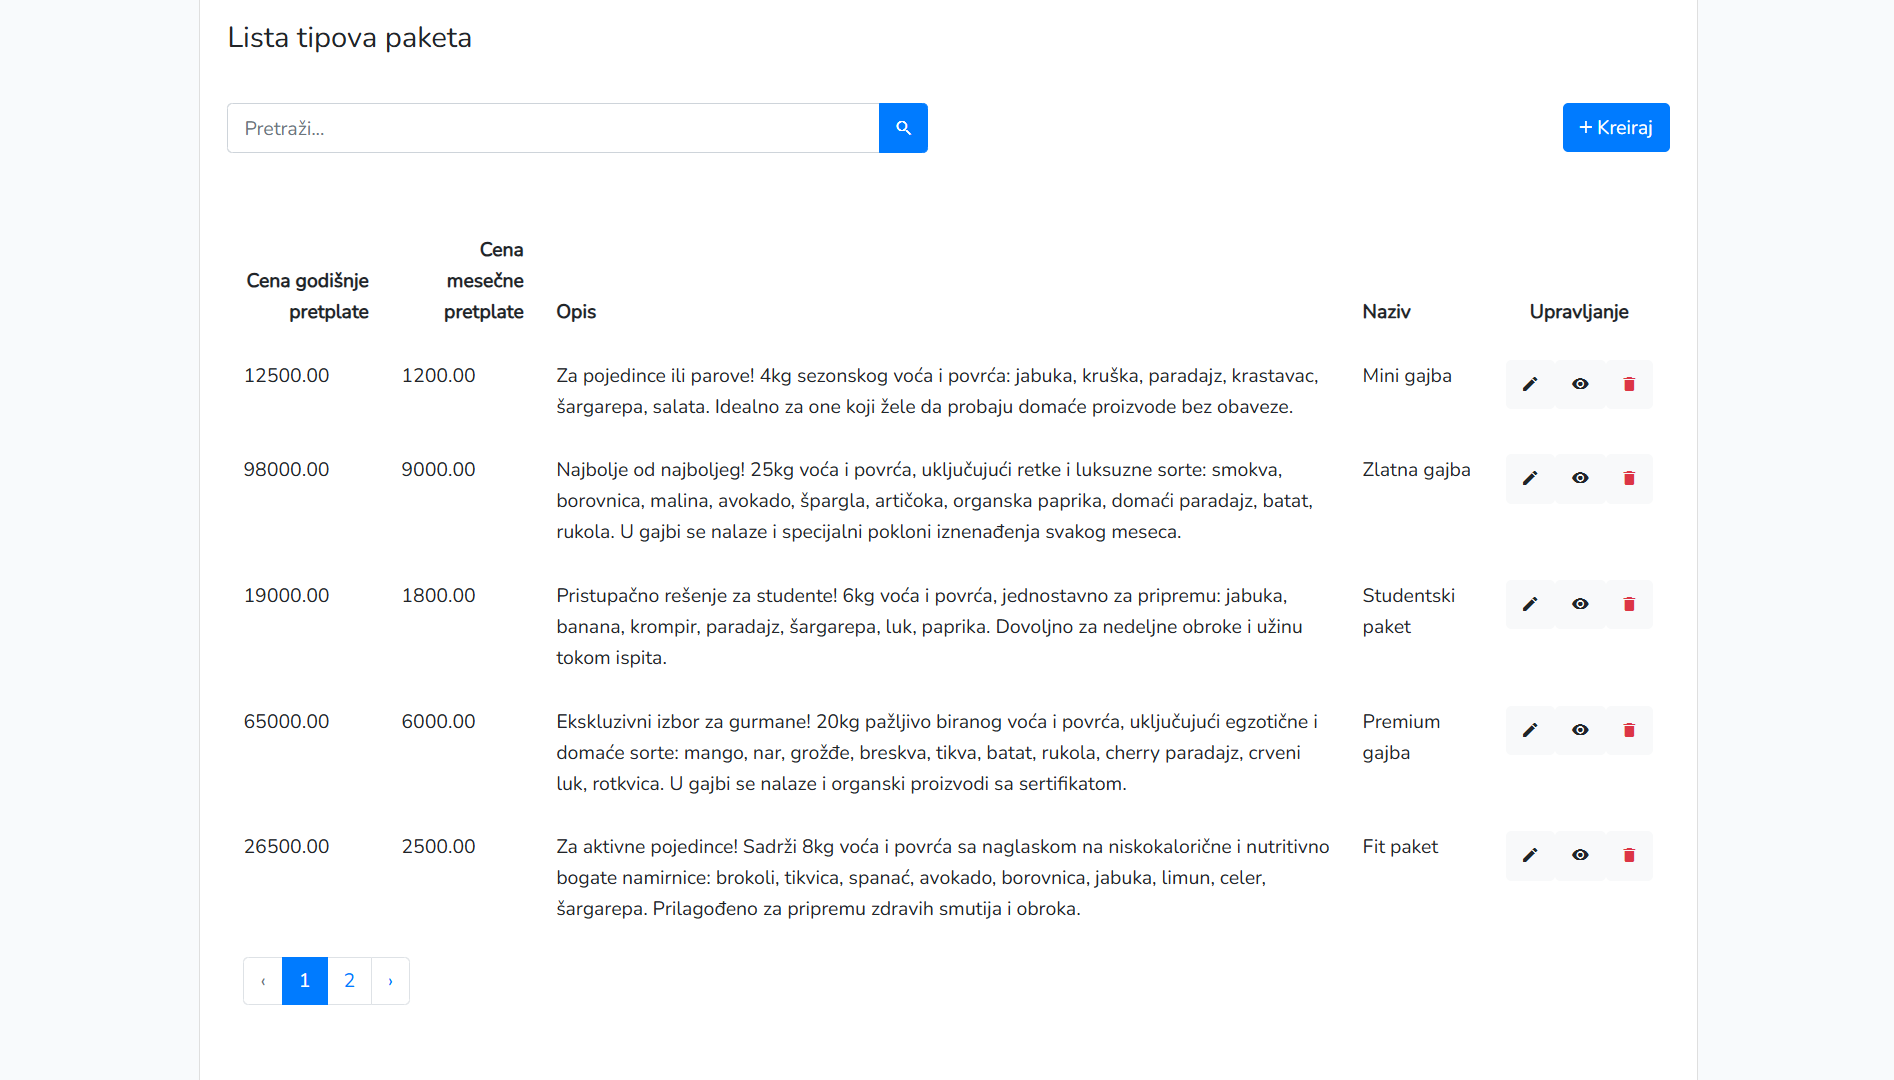 Lista tipova paketa
Pretraži...
+ Kreiraj
Cena godišnje
pretplate
Cena
mesečne
pretplate
Opis
Naziv
Upravljanje
12500.00
1200.00
Za pojedince ili parove! 4kg sezonskog voća i povrća: jabuka, kruška, paradajz, krastavac,
šargarepa, salata. Idealno za one koji žele da probaju domaće proizvode bez obaveze.
Mini gajba
98000.00
9000.00
Najbolje od najboljeg! 25kg voća i povrća, uključujući retke i luksuzne sorte: smokva,
borovnica, malina, avokado, špargla, artičoka, organska paprika, domaći paradajz, batat,
rukola. U gajbi se nalaze i specijalni pokloni iznenađenja svakog meseca.
Zlatna gajba
19000.00
1800.00
Pristupačno rešenje za studente! 6kg voća i povrća, jednostavno za pripremu: jabuka,
banana, krompir, paradajz, šargarepa, luk, paprika. Dovoljno za nedeljne obroke i užinu
tokom ispita.
Studentski
paket
65000.00
6000.00
Ekskluzivni izbor za gurmane! 20kg pažljivo biranog voća i povrća, uključujući egzotične i
domaće sorte: mango, nar, grožđe, breskva, tikva, batat, rukola, cherry paradajz, crveni
luk, rotkvica. U gajbi se nalaze i organski proizvodi sa sertifikatom.
Premium
gajba
26500.00
2500.00
Za aktivne pojedince! Sadrži 8kg voća i povrća sa naglaskom na niskokalorične i nutritivno
bogate namirnice: brokoli, tikvica, spanać, avokado, borovnica, jabuka, limun, celer,
šargarepa. Prilagođeno za pripremu zdravih smutija i obroka.
Fit paket
‹ 1 2 ›